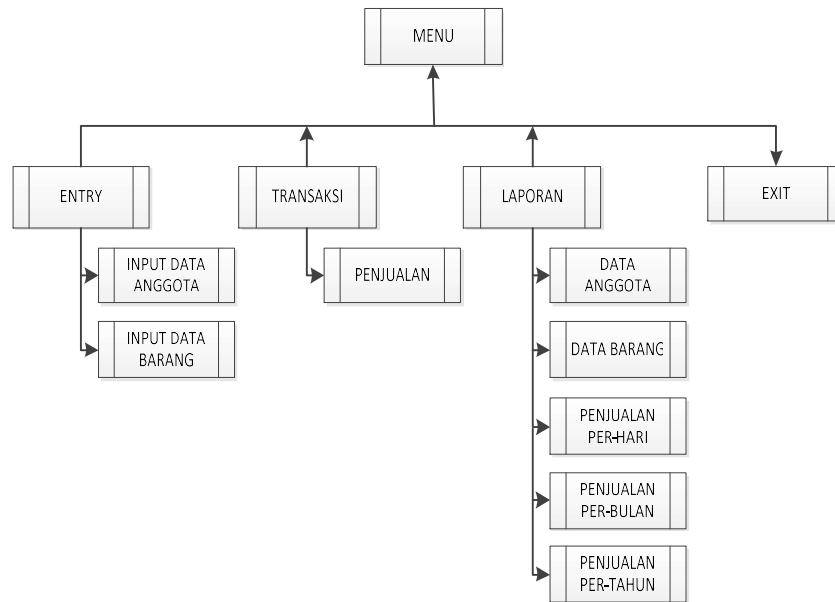 MENU
ENTRY
TRANSAKSI
LAPORAN
EXIT
INPUT DATA
ANGGOTA
INPUT DATA
BARANG
PENJUALAN
DATA
ANGGOTA
DATA BARANG
PENJUALAN
PER-HARI
PENJUALAN
PER-BULAN
PENJUALAN
PER-TAHUN